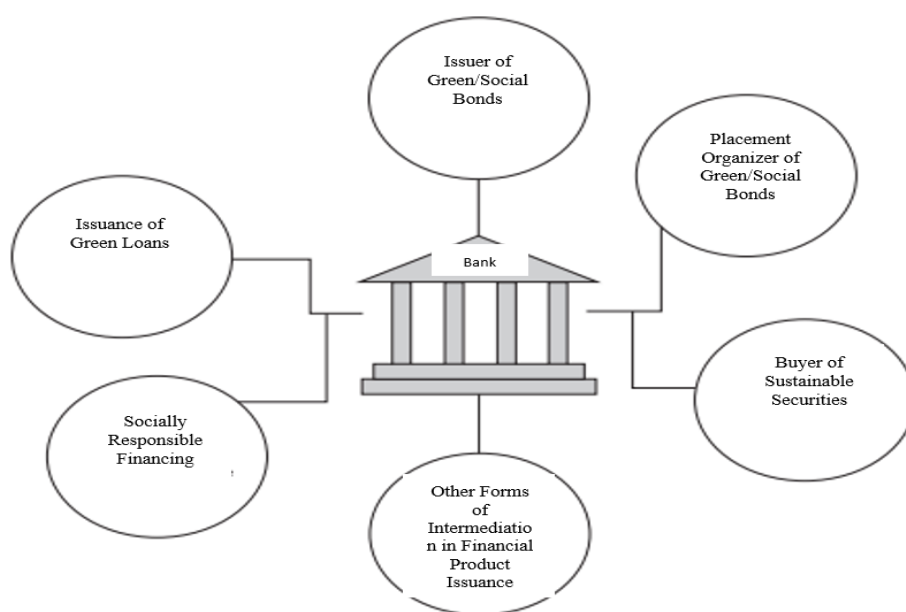 Issuer of
Green/Social
Bonds
Placement
Organizer of
Green/Social
Bonds
Issuance of
Green Loans
Bank
Buyer of
Sustainable
Securities
Socially
Responsible
Financing
Other Forms
of
Intermediatio
n in Financial
Product
Issuance